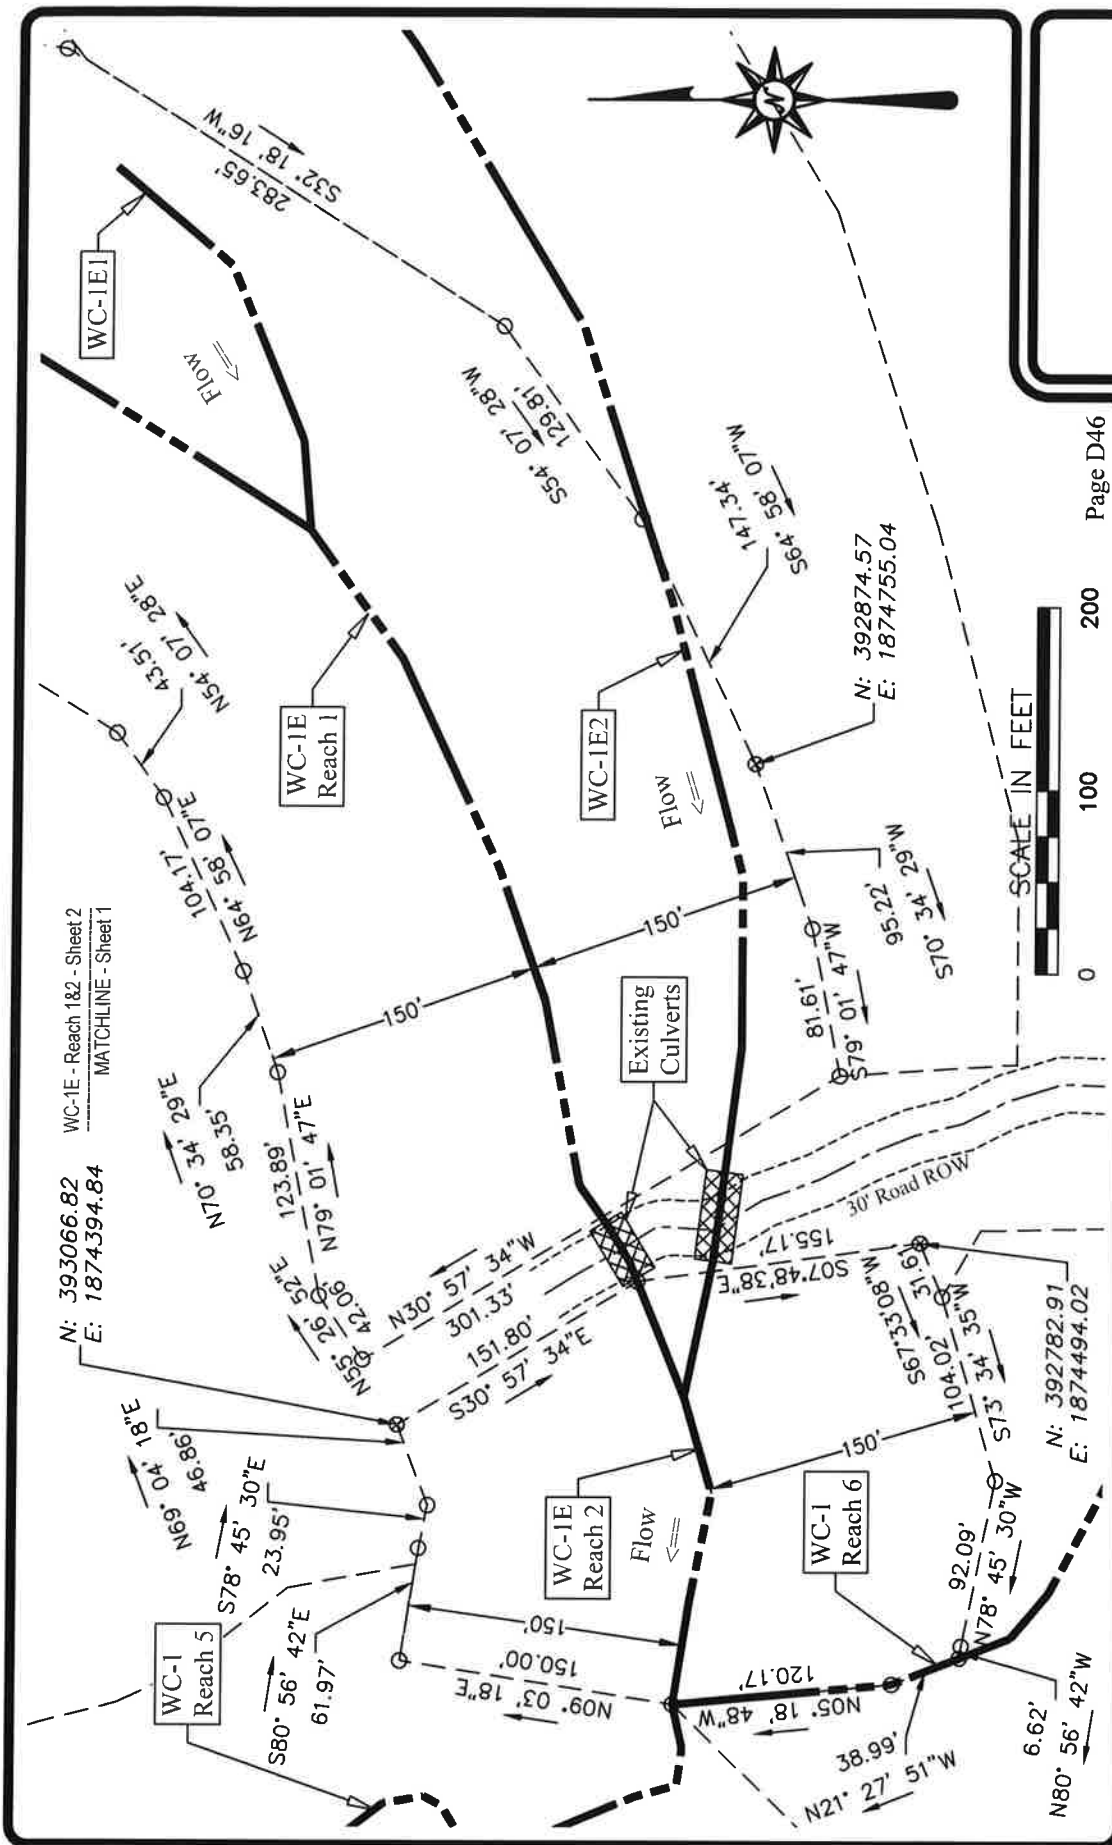 N: 393066.82
E: 1874394.84
WC-1E - Reach 1&2 - Sheet 2
MATCHLINE - Sheet 1
WC-1E1
Flow
283.65'
S32° 18' 16"W
N54° 07' 28"E
43.51'
104.17'
N64° 58' 07"E
N70° 34' 29"E
58.35'
123.89'
N79° 01' 47"E
N55° 26' 52"E
42.06'
N69° 04' 18"E
46.86'
S78° 45' 30"E
23.95'
WC-1
Reach 5
S80° 56' 42"E
61.97'
WC-1E
Reach 1
S54° 07' 28"W
129.81'
150'
150'
N30° 57' 34"W
301.33'
151.80'
S30° 57' 34"E
Existing
Culverts
WC-1E2
Flow
147.34'
S64° 58' 07"W
N: 392874.57
E: 1874755.04
95.22'
S70° 34' 29"W
81.61'
S79° 01' 47"W
WC-1E
Reach 2
Flow
150'
150.00'
N09° 03' 18"E
S07°48'38"E
155.17'
30' Road ROW
S67°33'08"W
31.61
104.02'
S73° 34' 35"W
150'
N: 392782.91
E: 1874494.02
WC-1
Reach 6
92.09'
N78° 45' 30"W
120.17'
N05° 18' 48"W
38.99'
N21° 27' 51"W
6.62'
N80° 56' 42"W
N
SCALE IN FEET
0 100 200
Page D46